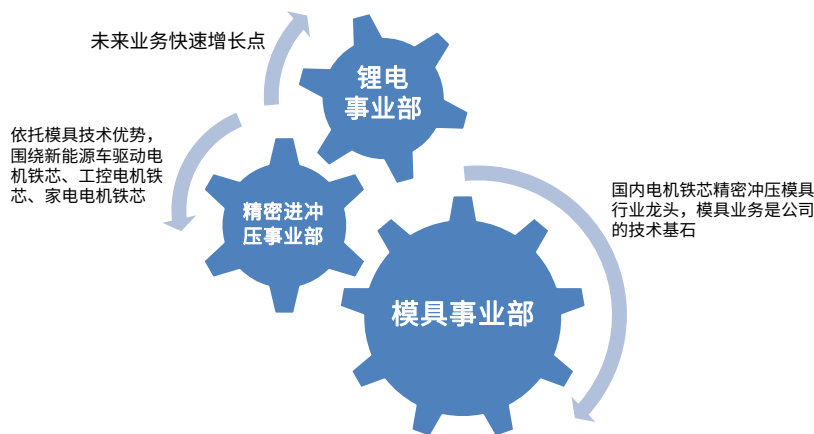 未来业务快速增长点
锂电
事业部
依托模具技术优势，
围绕新能源车驱动电
机铁芯、工控电机铁
芯、家电电机铁芯
精密进冲
压事业部
国内电机铁芯精密冲压模具
行业龙头，模具业务是公司
的技术基石
模具事业部